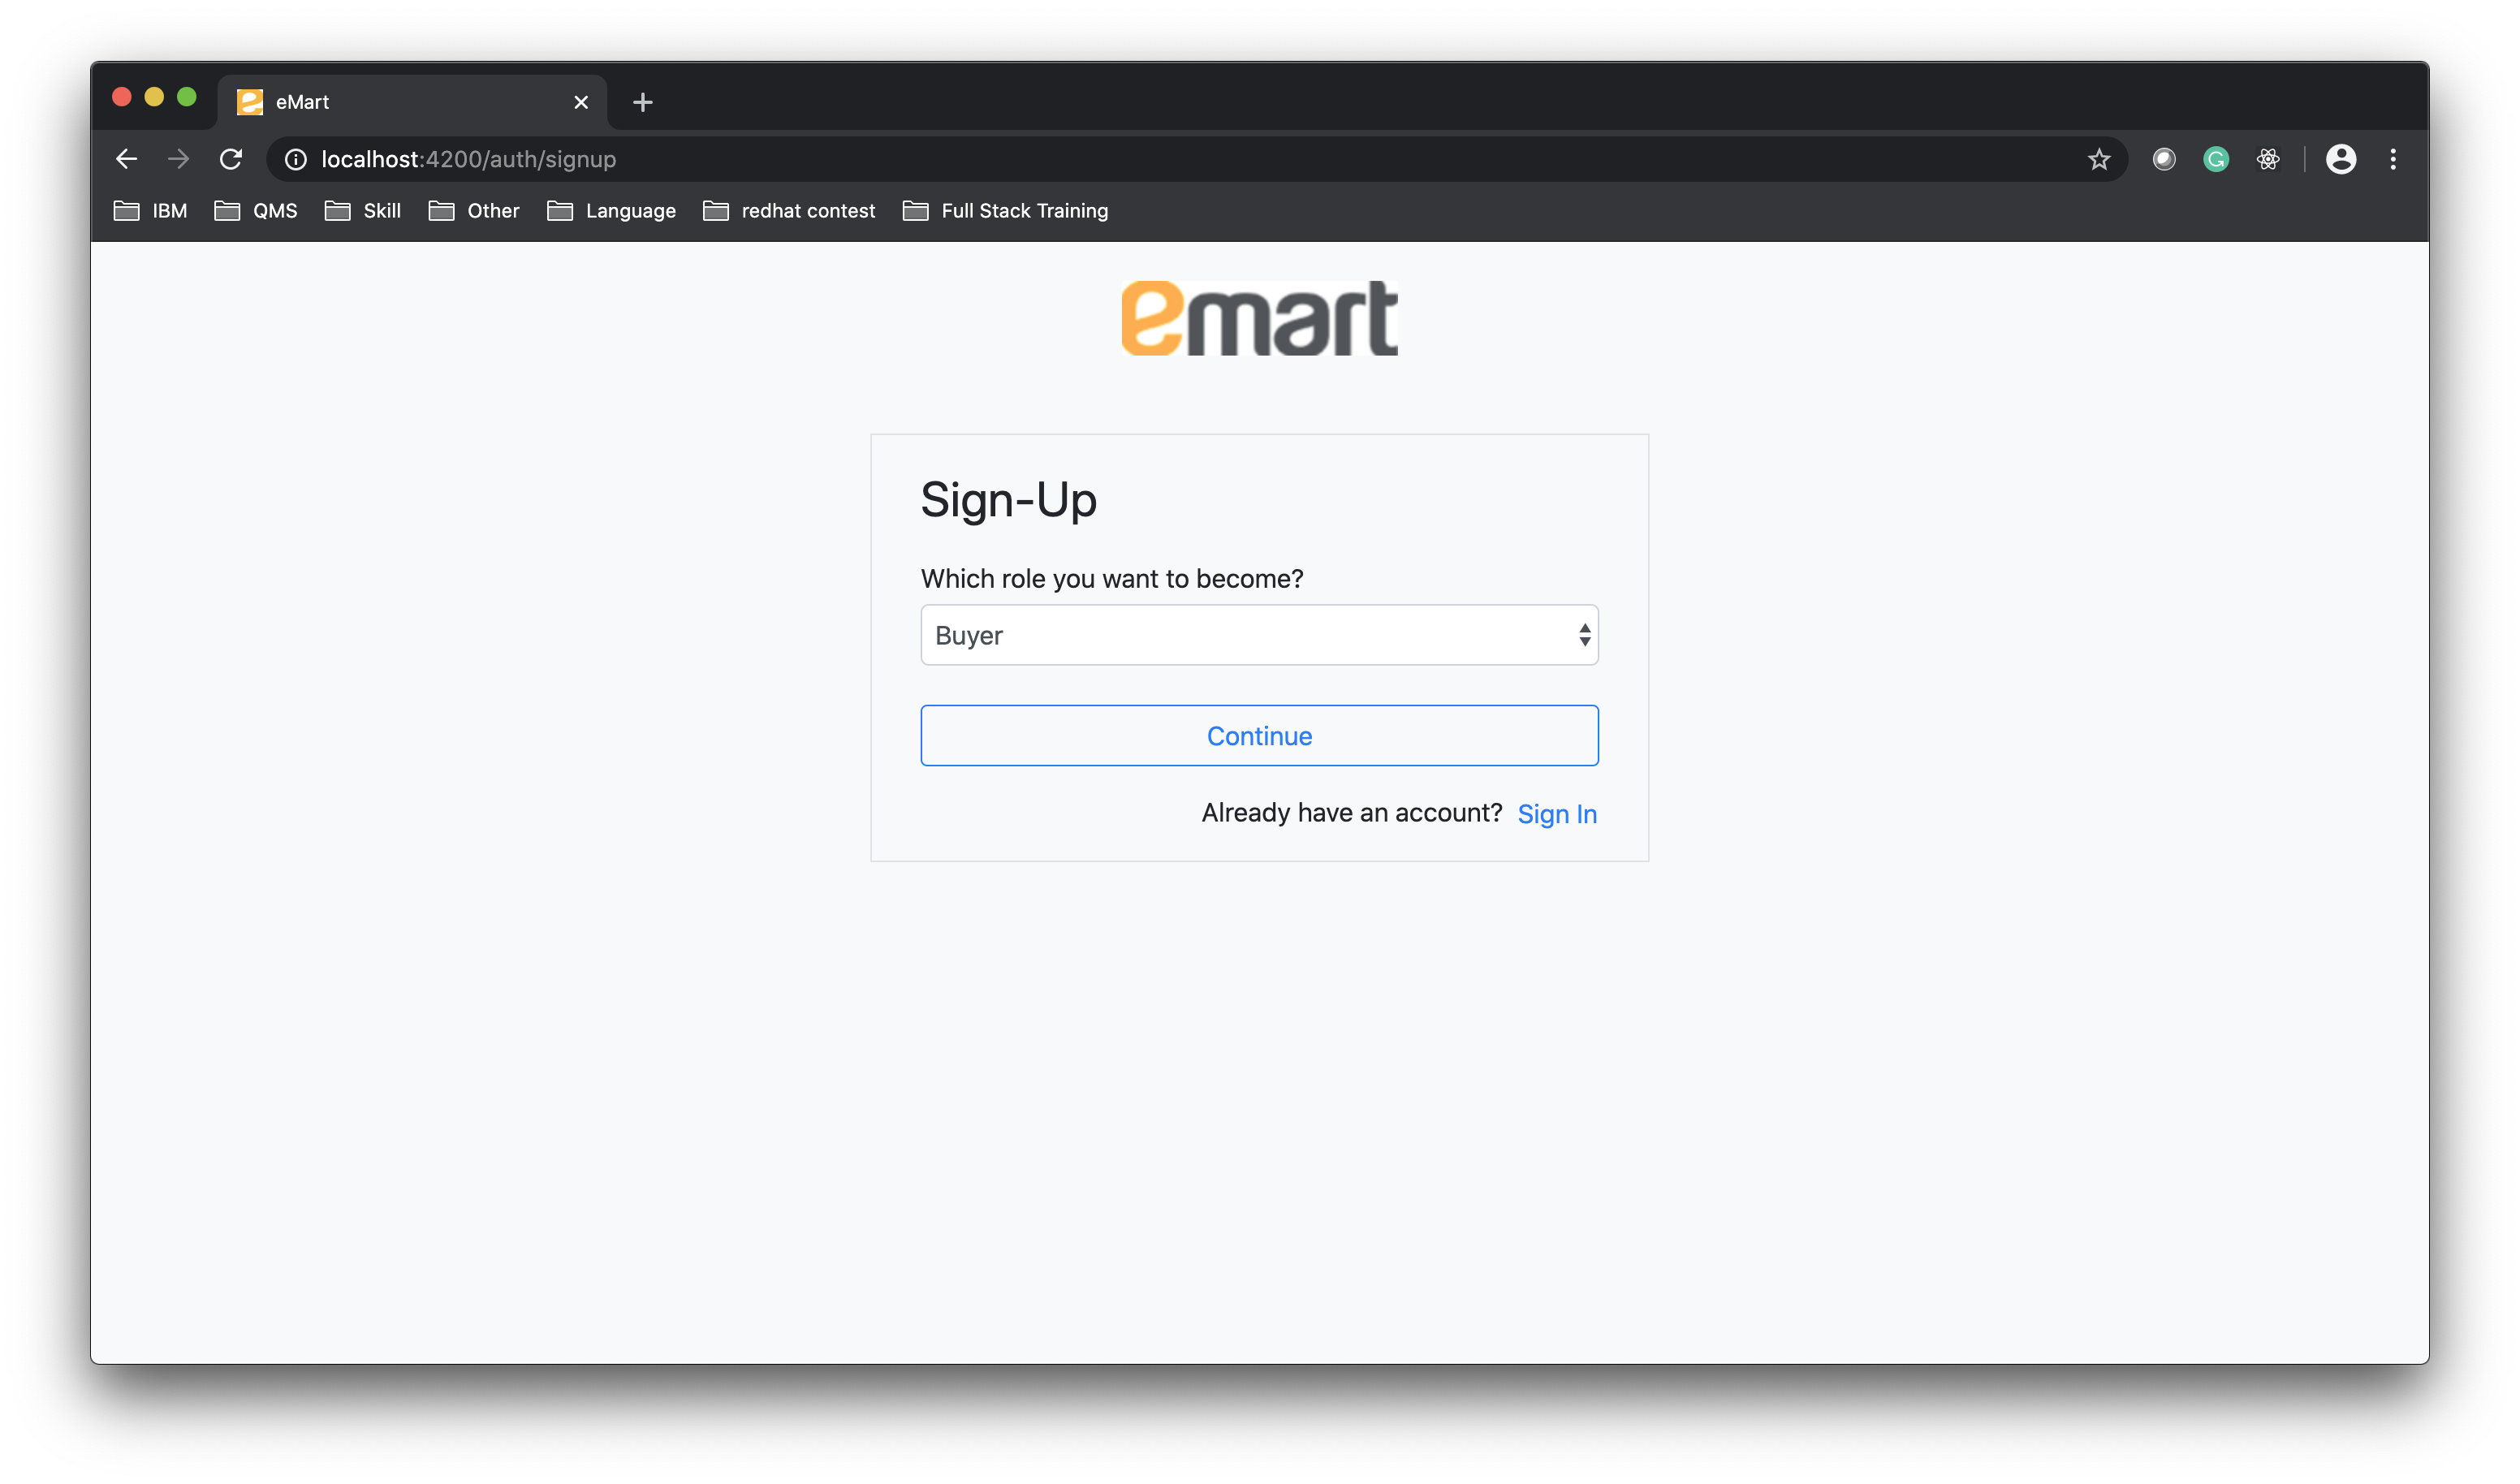 eMart
localhost:4200/auth/signup
IBM QMS Skill Other Language redhat contest Full Stack Training
emart
Sign-Up
Which role you want to become?
Buyer
Continue
Already have an account? Sign In